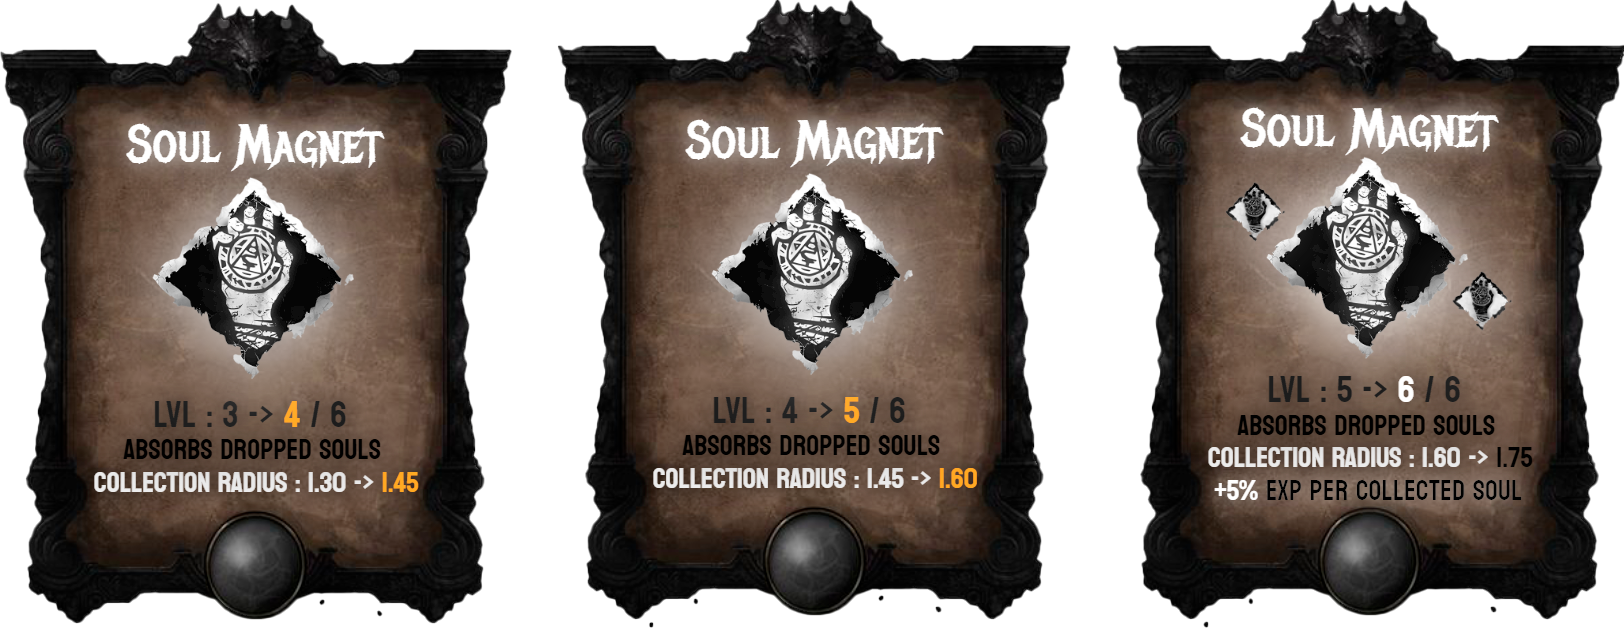 Soul Magnet
LVL : 3 -> 4 / 6
ABSORBS DROPPED SOULS
COLLECTION RADIUS : 1.30 -> 1.45
Soul Magnet
LVL : 4 -> 5 / 6
ABSORBS DROPPED SOULS
COLLECTION RADIUS : 1.45 -> 1.60
Soul Magnet
LVL : 5 -> 6 / 6
ABSORBS DROPPED SOULS
COLLECTION RADIUS : 1.60 -> 1.75
+5% EXP PER COLLECTED SOUL